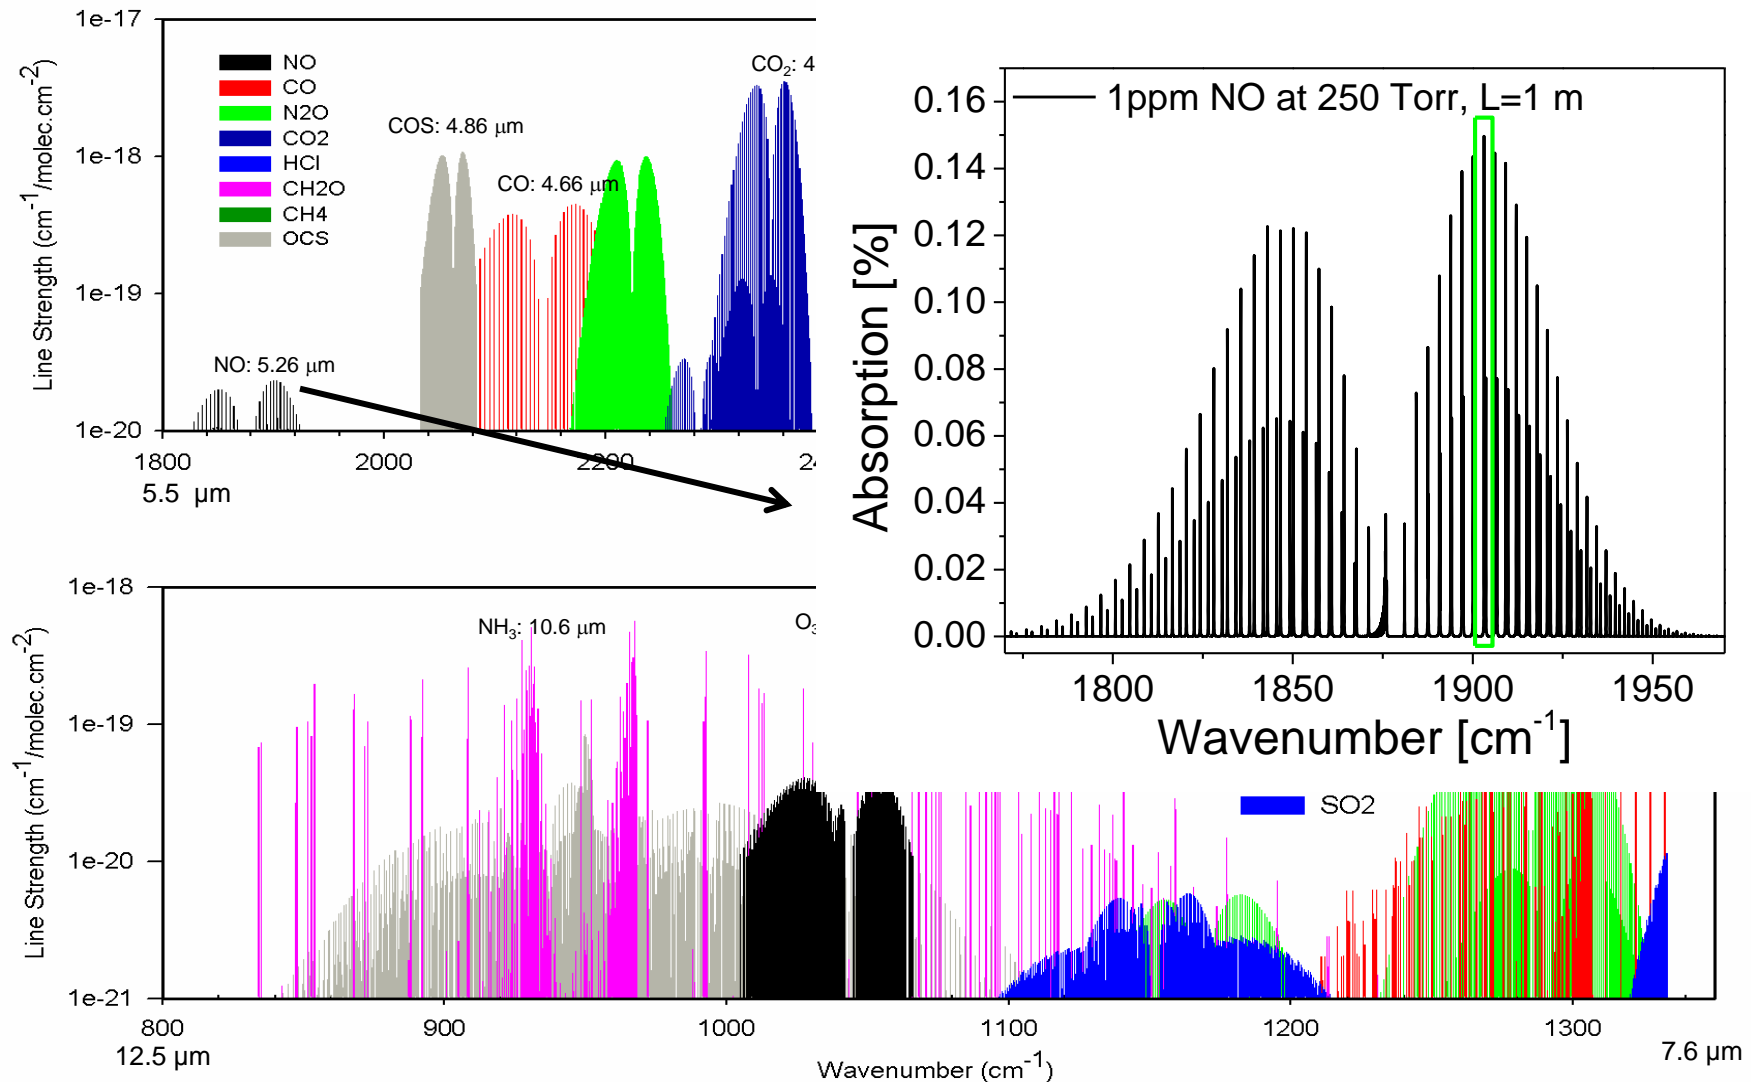 1e-17
1e-18
1e-19
1e-20
Line Strength (cm-1/molec.cm-2)
NO
CO
N2O
CO2
HCl
CH2O
CH4
OCS
COS: 4.86 µm
CO: 4.66 µm
CO2: 4
NO: 5.26 µm
1800
2000
2200
24
5.5 µm
1ppm NO at 250 Torr, L=1 m
0.16
0.14
0.12
0.10
0.08
0.06
0.04
0.02
0.00
Absorption [%]
1800
1850
1900
1950
Wavenumber [cm-1]
1e-18
1e-19
1e-20
1e-21
Line Strength (cm-1/molec.cm-2)
NH3: 10.6 µm
O3
SO2
800
900
1000
1100
1200
1300
12.5 µm
Wavenumber (cm-1)
7.6 µm